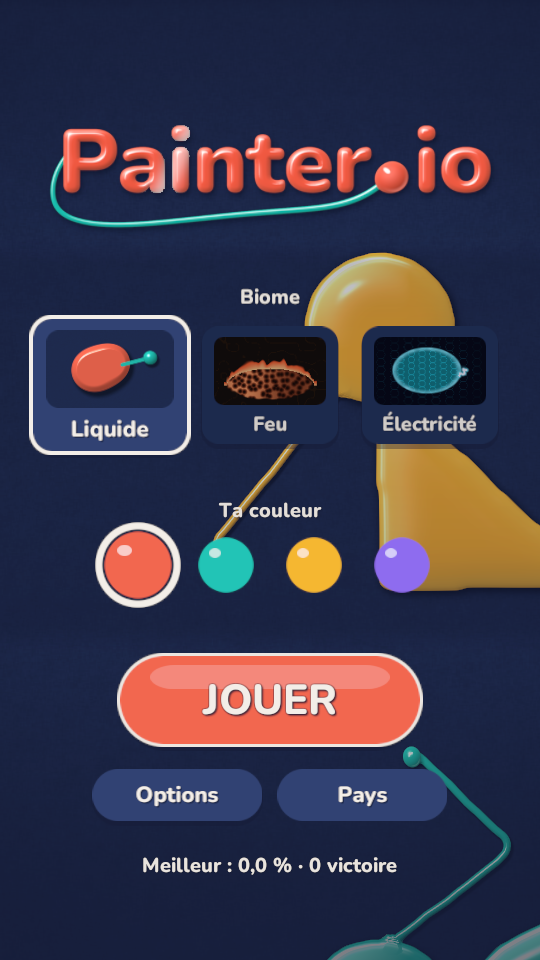 Painter.io
Biome
Liquide
Feu
Électricité
Ta couleur
JOUER
Options
Pays
Meilleur : 0,0 % · 0 victoire